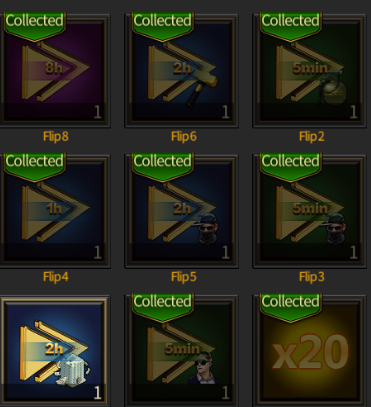 Collected Collected Collected
8h 2h 5min
1 1 1
Flip8 Flip6 Flip2
Collected Collected Collected
1h 2h 5min
1 1 1
Flip4 Flip5 Flip3
Collected Collected
2h 5min x20
1 1